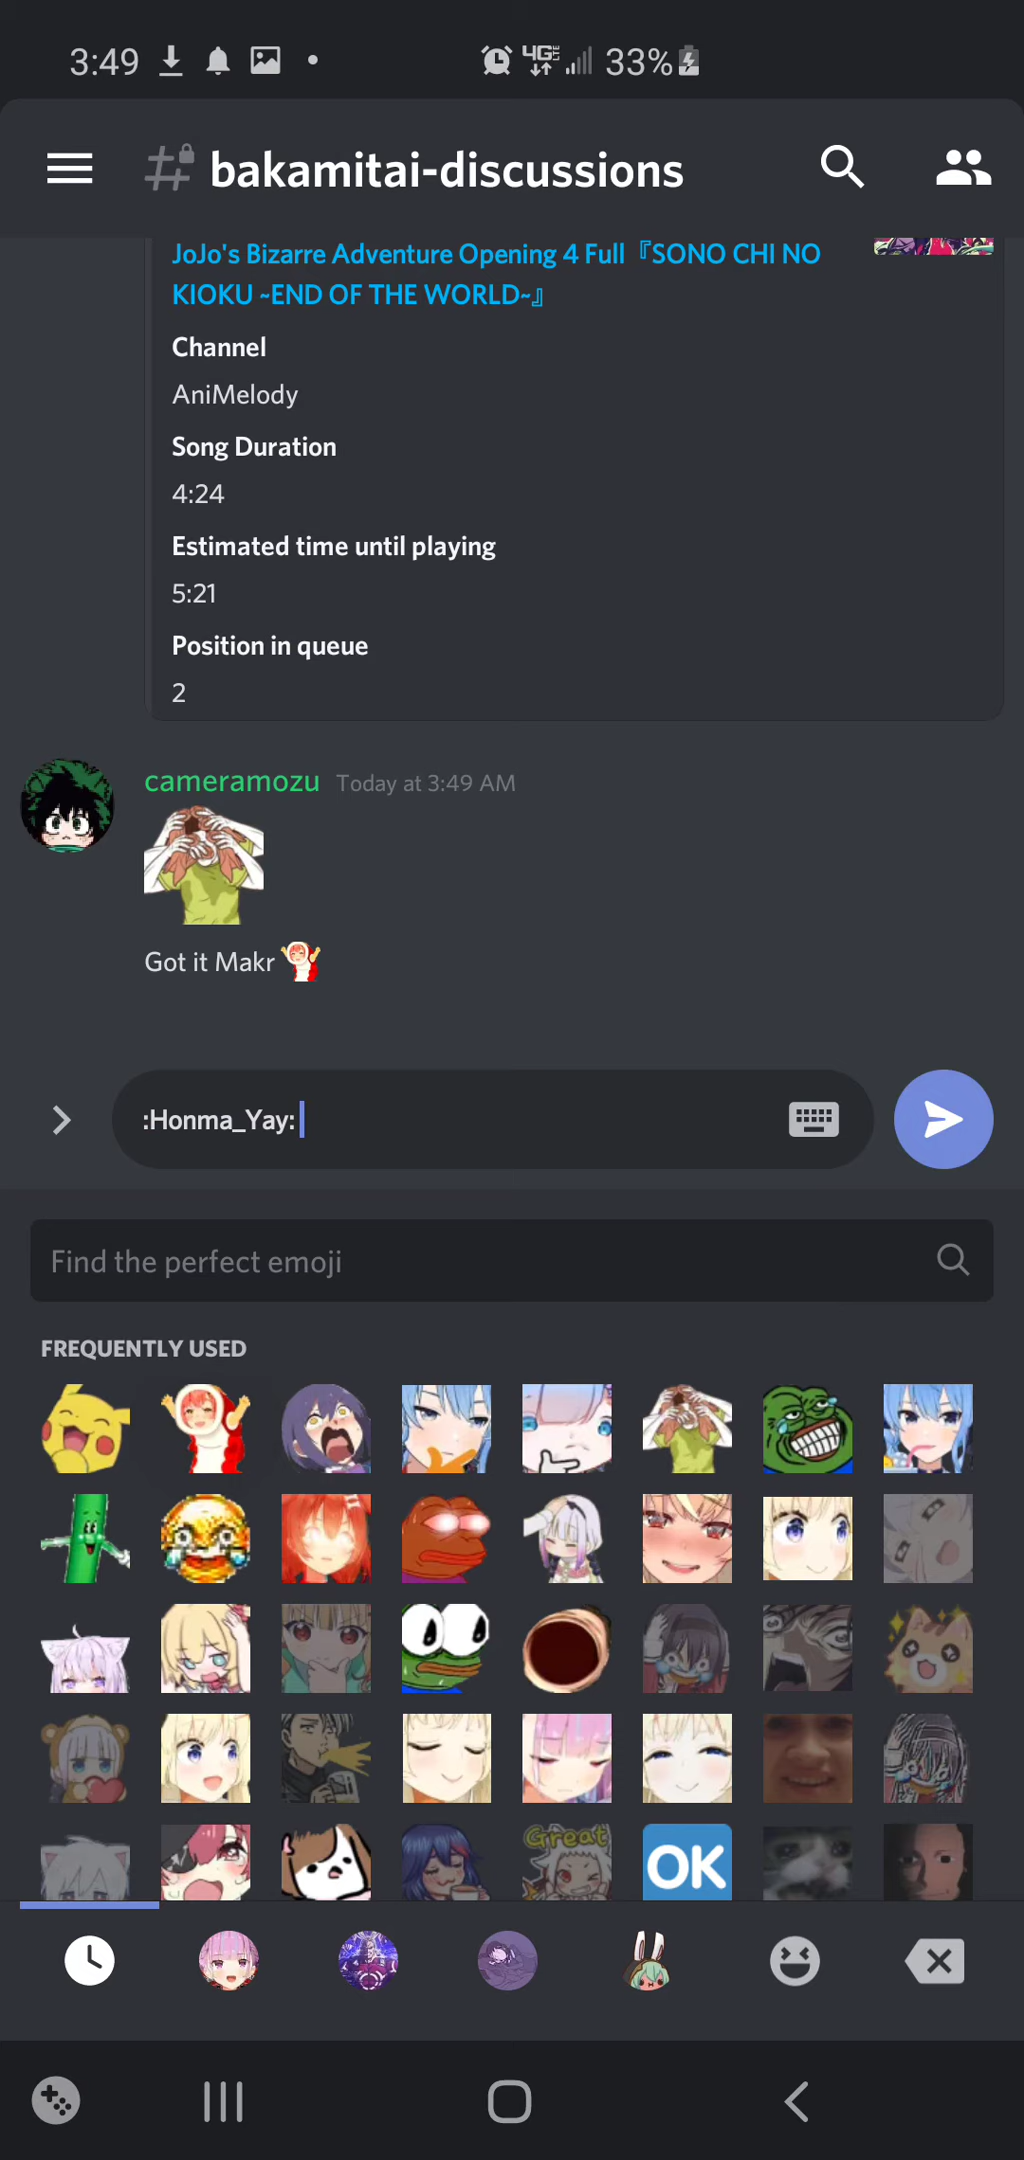 3:49
4G LTE
33%
bakamitai-discussions
JoJo's Bizarre Adventure Opening 4 Full『SONO CHI NO
KIOKU ~END OF THE WORLD~』
Channel
AniMelody
Song Duration
4:24
Estimated time until playing
5:21
Position in queue
2
cameramozu Today at 3:49 AM
Got it Makr
:Honma_Yay:
Find the perfect emoji
FREQUENTLY USED
Great
OK